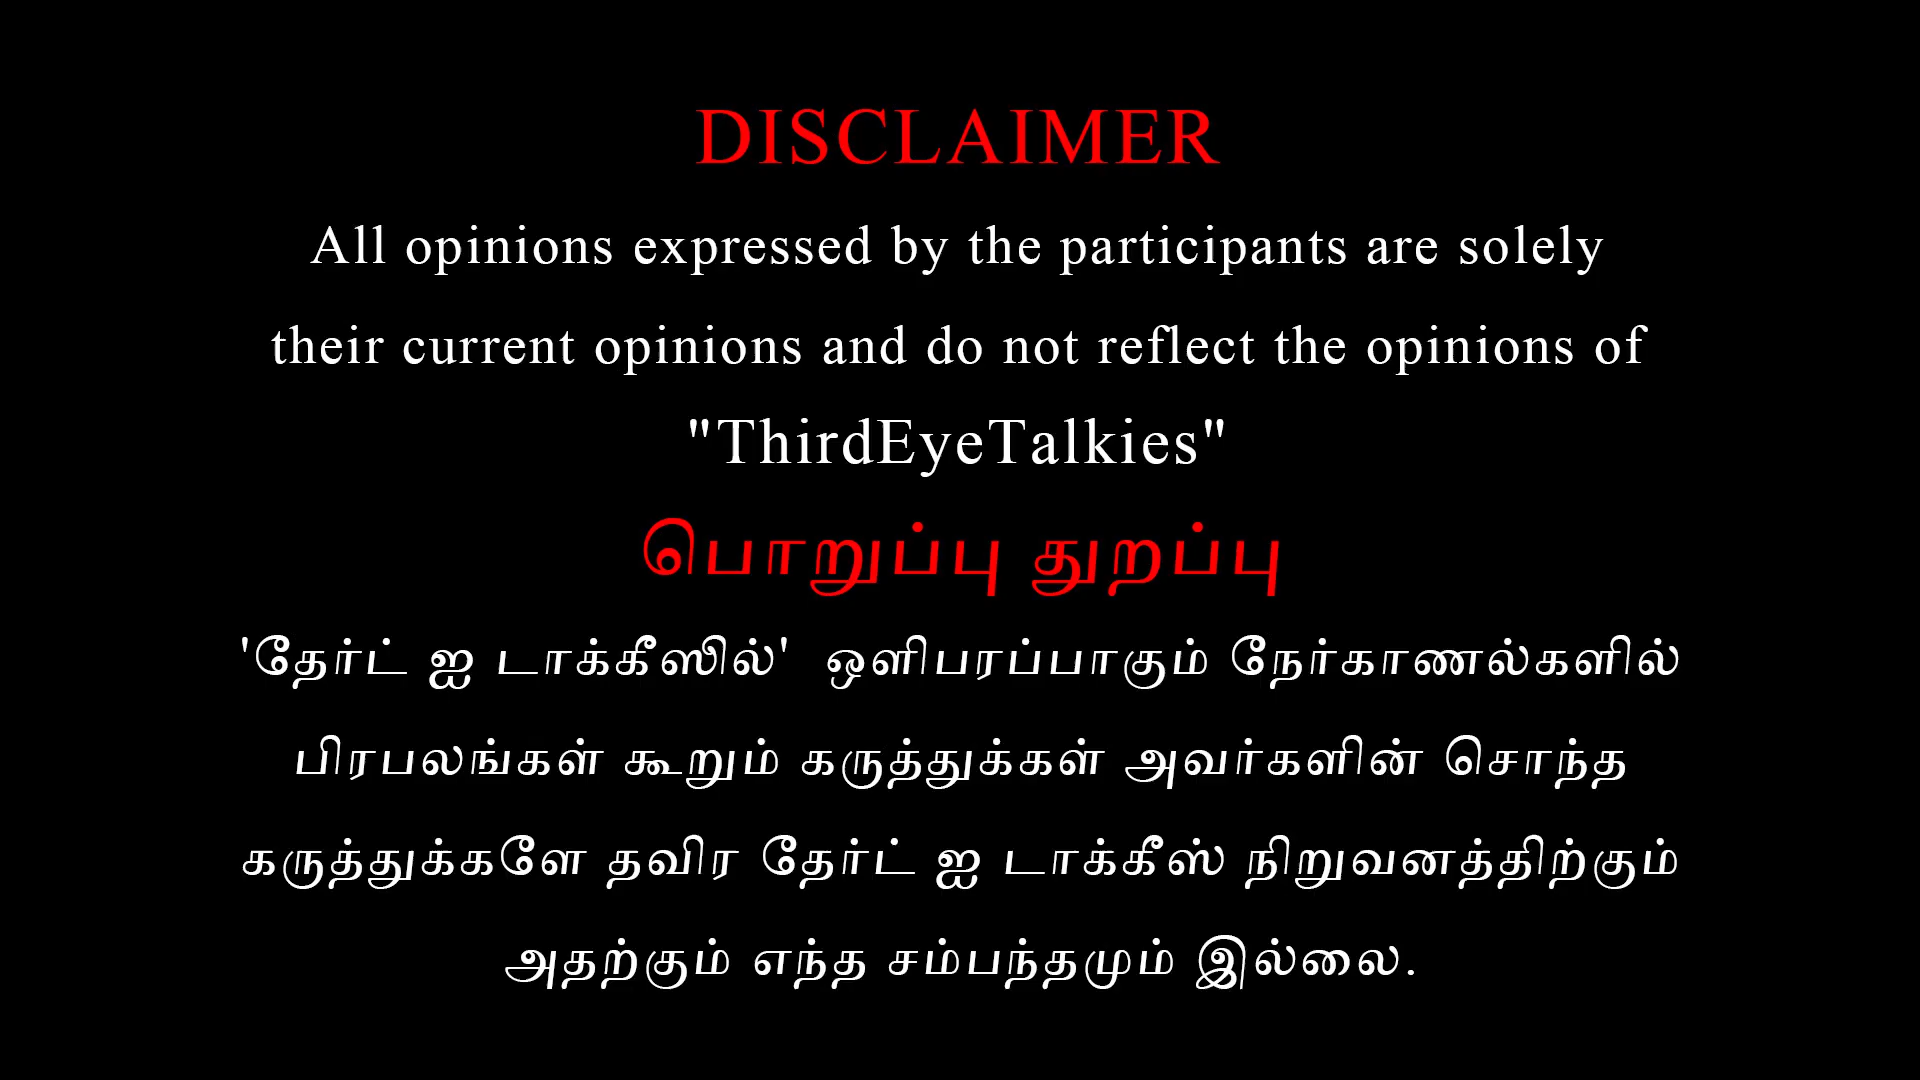 DISCLAIMER
All opinions expressed by the participants are solely
their current opinions and do not reflect the opinions of
"ThirdEyeTalkies"
பொறுப்பு துறப்பு
'தேர்ட் ஐ டாக்கீஸில்' ஒளிபரப்பாகும் நேர்காணல்களில்
பிரபலங்கள் கூறும் கருத்துக்கள் அவர்களின் சொந்த
கருத்துக்களே தவிர தேர்ட் ஐ டாக்கீஸ் நிறுவனத்திற்கும்
அதற்கும் எந்த சம்பந்தமும் இல்லை.